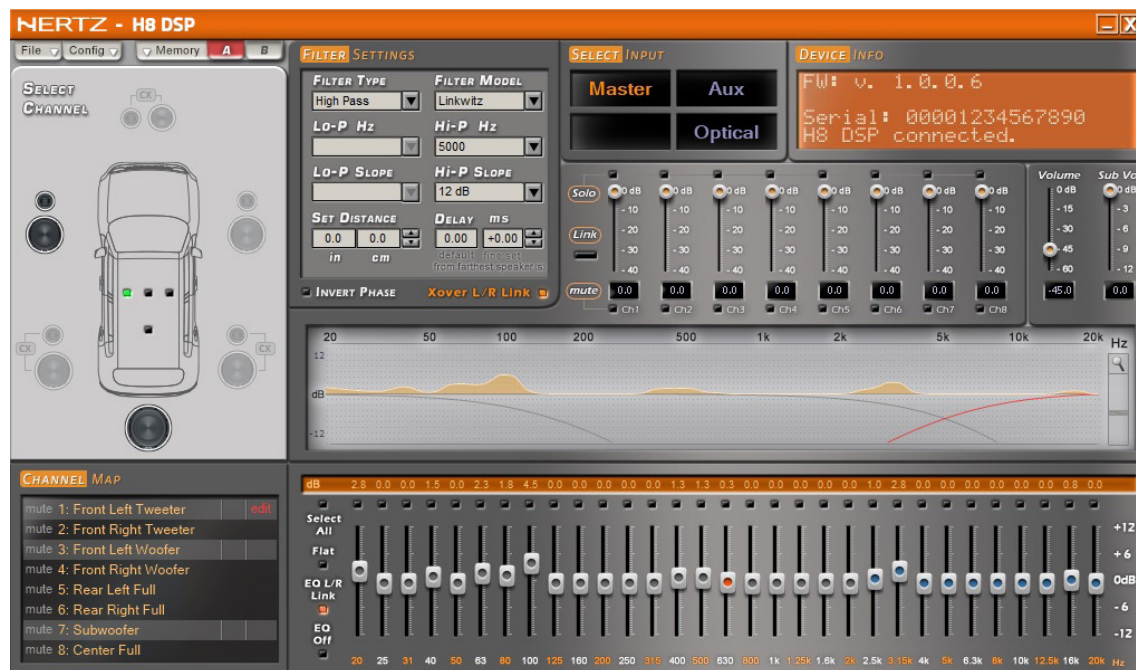 HERTZ - H8 DSP
File Config Memory A B
SELECT CHANNEL
CX
CX
CX
FILTER SETTINGS
FILTER TYPE FILTER MODEL
High Pass Linkwitz
LO-P HZ HI-P HZ
5000
LO-P SLOPE HI-P SLOPE
12 dB
SET DISTANCE DELAY ms
0.0 0.0 0.00 +0.00
in cm default fine set
from farthest speaker is:
INVERT PHASE Xover L/R Link
SELECT INPUT
Master Aux
Optical
DEVICE INFO
FW: v. 1.0.0.6
Serial: 00001234567890
H8 DSP connected.
Volume Sub Vo
Solo 0 dB 0 dB 0 dB 0 dB 0 dB 0 dB 0 dB 0 dB 0 dB 0 dB
- 10 - 10 - 10 - 10 - 10 - 10 - 10 - 10 - 15 - 3
Link - 20 - 20 - 20 - 20 - 20 - 20 - 20 - 20 - 30 - 6
- 30 - 30 - 30 - 30 - 30 - 30 - 30 - 30 - 45 - 9
- 40 - 40 - 40 - 40 - 40 - 40 - 40 - 40 - 60 - 12
mute 0.0 0.0 0.0 0.0 0.0 0.0 0.0 0.0 -45.0 0.0
Ch1 Ch2 Ch3 Ch4 Ch5 Ch6 Ch7 Ch8
20 50 100 200 500 1k 2k 5k 10k 20k Hz
12
dB
-12
CHANNEL MAP
mute 1: Front Left Tweeter edit
mute 2: Front Right Tweeter
mute 3: Front Left Woofer
mute 4: Front Right Woofer
mute 5: Rear Left Full
mute 6: Rear Right Full
mute 7: Subwoofer
mute 8: Center Full
dB 2.8 0.0 0.0 1.5 0.0 2.3 1.8 4.5 0.0 0.0 0.0 0.0 0.0 1.3 1.3 0.3 0.0 0.0 0.0 0.0 0.0 1.0 2.8 0.0 0.0 0.0 0.0 0.0 0.0 0.8 0.0
Select All
Flat
EQ L/R Link
EQ Off
+12
+6
0dB
- 6
-12
20 25 31 40 50 63 80 100 125 160 200 250 315 400 500 630 800 1k 1.25k 1.6k 2k 2.5k 3.15k 4k 5k 6.3k 8k 10k 12.5k 16k 20k Hz